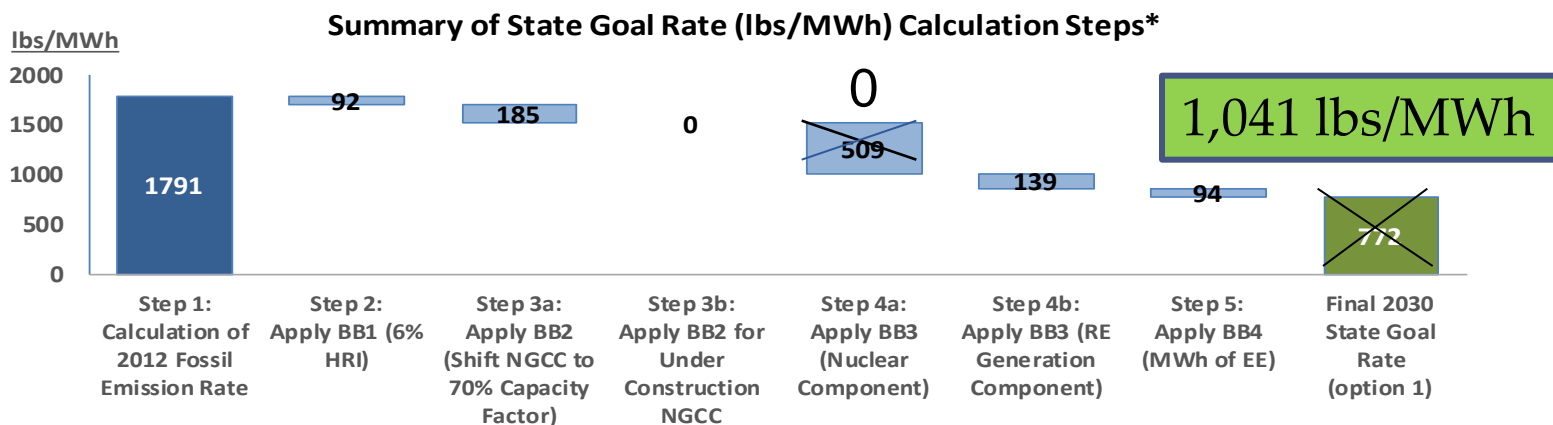 Summary of State Goal Rate (lbs/MWh) Calculation Steps*
lbs/MWh
2000
1500
1000
500
0
1791
92
185
0
0
509
139
94
772
1,041 lbs/MWh
Step 1:
Calculation of
2012 Fossil
Emission Rate
Step 2:
Apply BB1 (6%
HRI)
Step 3a:
Apply BB2
(Shift NGCC to
70% Capacity
Factor)
Step 3b:
Apply BB2 for
Under
Construction
NGCC
Step 4a:
Apply BB3
(Nuclear
Component)
Step 4b:
Apply BB3 (RE
Generation
Component)
Step 5:
Apply BB4
(MWh of EE)
Final 2030
State Goal
Rate
(option 1)